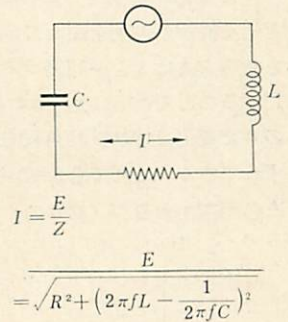 C
L
I
I = E/Z
= E/√(R²+(2πfL − 1/(2πfC))²)